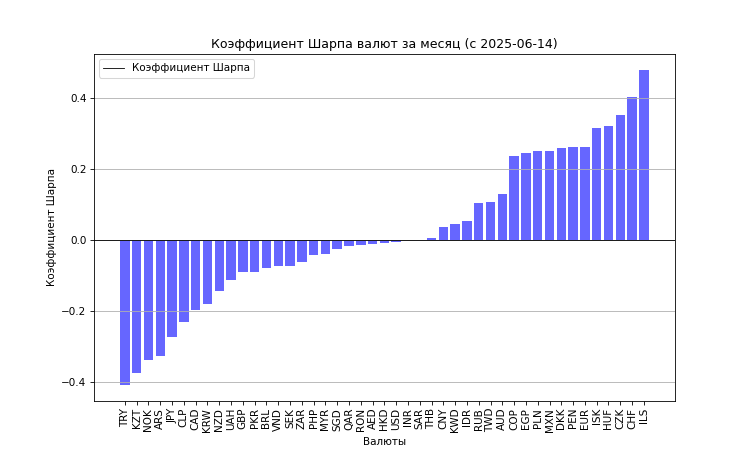 Коэффициент Шарпа валют за месяц (с 2025-06-14)
Коэффициент Шарпа
Коэффициент Шарпа
0.4
0.2
0.0
−0.2
−0.4
TRY KZT NOK ARS JPY CLP CAD KRW NZD UAH GBP PKR BRL VND SEK ZAR PHP MYR SGD QAR RON AED HKD USD INR SAR THB CNY KWD IDR RUB TWD AUD COP EGP PLN MXN DKK PEN EUR ISK HUF CZK CHF ILS
Валюты